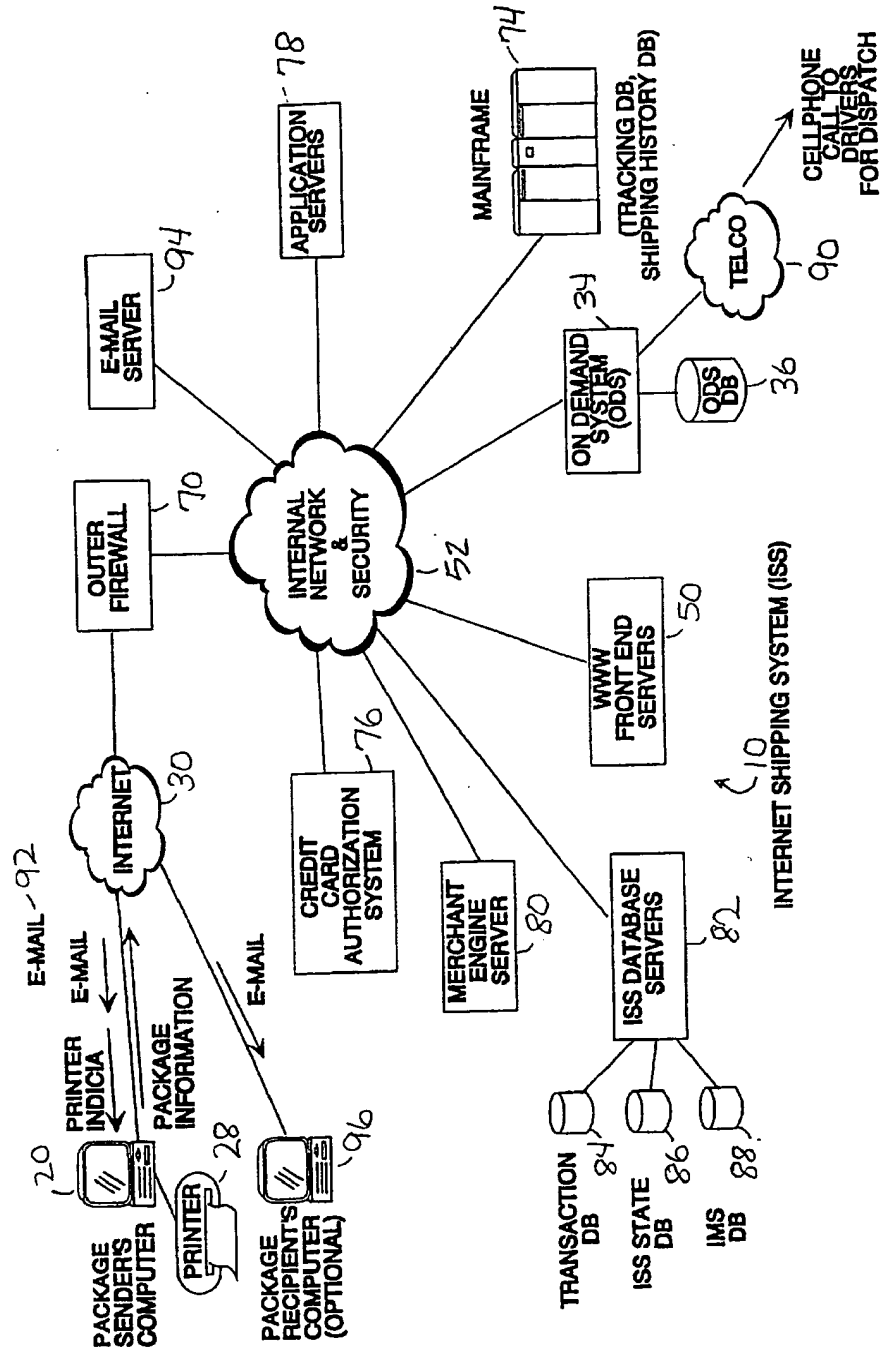 E-MAIL 92
E-MAIL
PRINTER
INDICIA
PACKAGE
INFORMATION
20
PACKAGE
SENDER'S
COMPUTER
PRINTER
28
PACKAGE
RECIPIENT'S
COMPUTER
(OPTIONAL)
96
E-MAIL
INTERNET
30
OUTER
FIREWALL
70
E-MAIL
SERVER
94
APPLICATION
SERVERS
78
CREDIT
CARD
AUTHORIZATION
SYSTEM
76
INTERNAL
NETWORK
&
SECURITY
52
MAINFRAME
74
(TRACKING DB,
SHIPPING HISTORY DB)
MERCHANT
ENGINE
SERVER
80
ON DEMAND
SYSTEM
(ODS)
34
ODS
DB
36
TELCO
90
CELLPHONE
CALL TO
DRIVERS
FOR DISPATCH
WWW
FRONT END
SERVERS
50
ISS DATABASE
SERVERS
82
TRANSACTION
DB
84
ISS STATE
DB
86
IMS
DB
88
10
INTERNET SHIPPING SYSTEM (ISS)